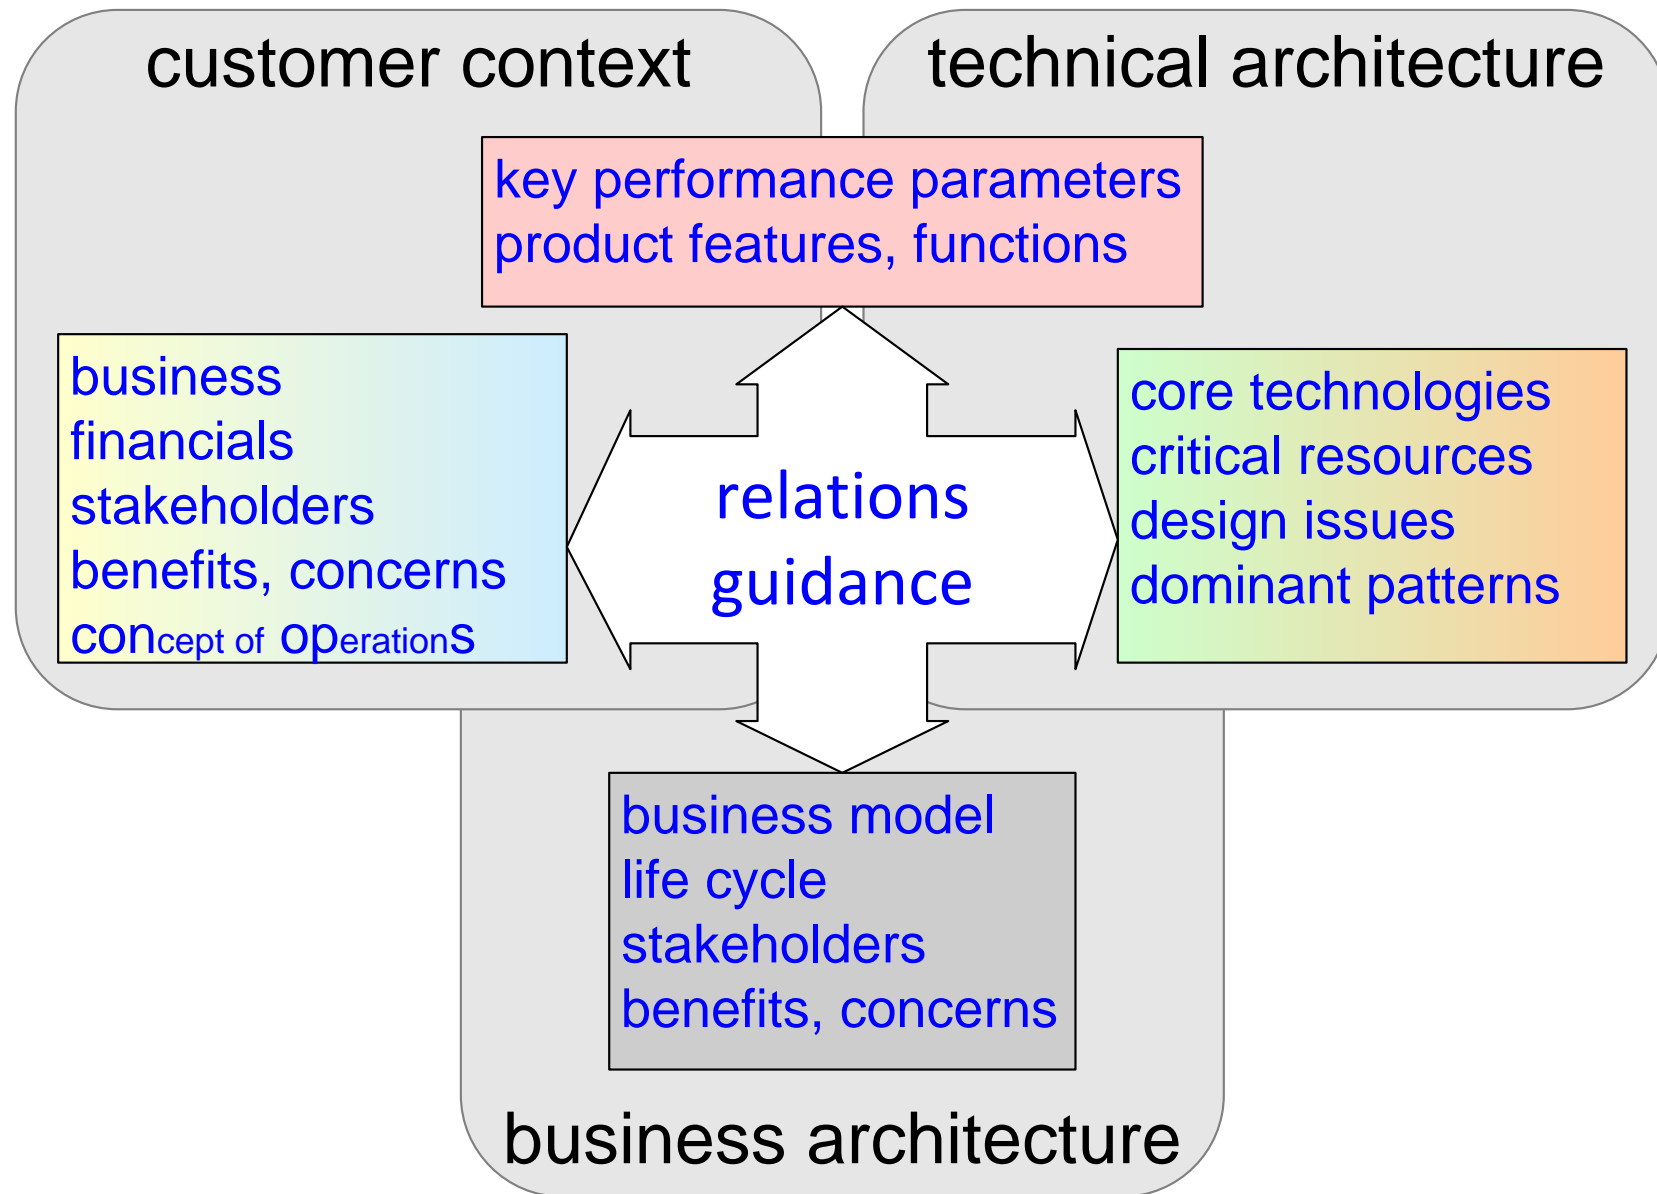 customer context
technical architecture
key performance parameters
product features, functions
business
financials
stakeholders
benefits, concerns
concept of operations
relations
guidance
core technologies
critical resources
design issues
dominant patterns
business model
life cycle
stakeholders
benefits, concerns
business architecture